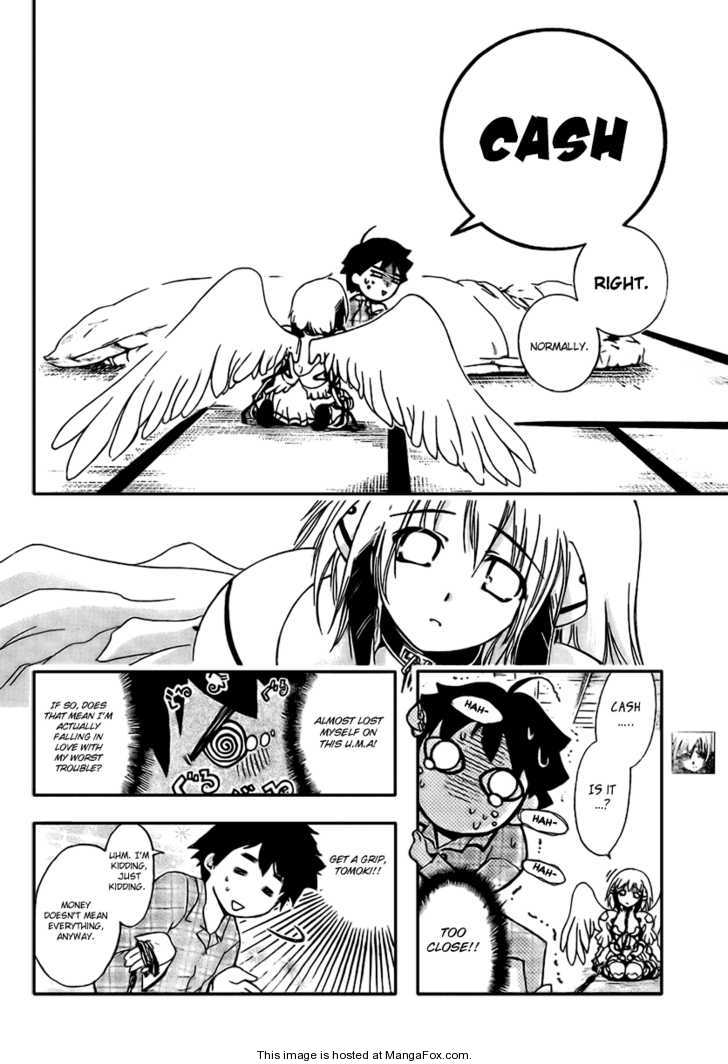 NORMALLY.
RIGHT.
CASH
CASH
.....
IS IT
...?
HAH-
HAH-
HAH-
TOO
CLOSE!!
ALMOST LOST
MYSELF ON
THIS U.M.A!
IF SO, DOES
THAT MEAN I'M
ACTUALLY
FALLING IN
LOVE WITH
MY WORST
TROUBLE?
GET A GRIP,
TOMOKI!!
UHM. I'M
KIDDING,
JUST
KIDDING.
MONEY
DOESN'T MEAN
EVERYTHING,
ANYWAY.
This image is hosted at MangaFox.com.